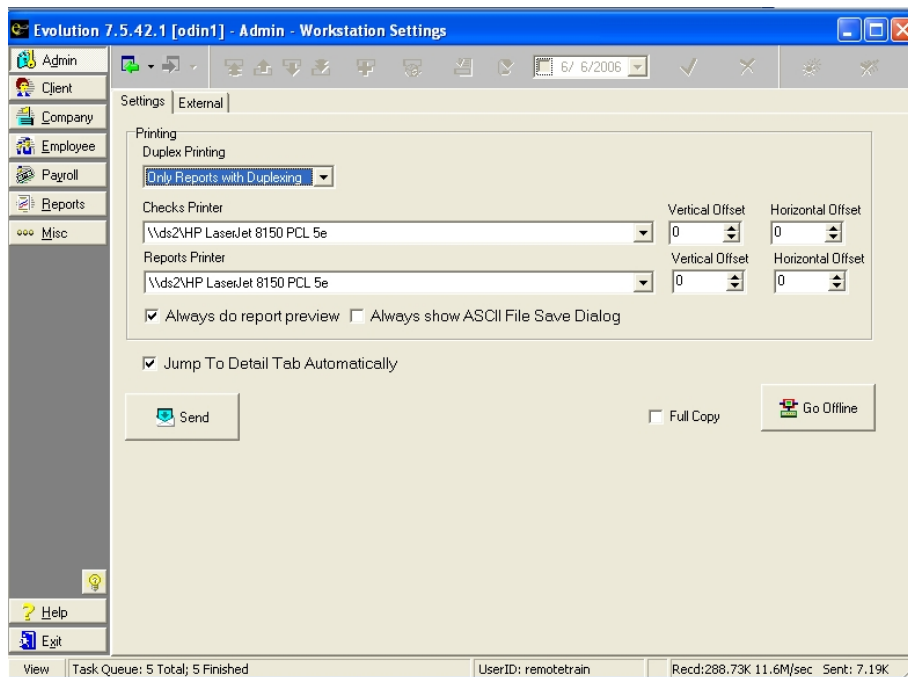 Evolution 7.5.42.1 [odin1] - Admin - Workstation Settings
Admin
Client
Company
Employee
Payroll
Reports
Misc
6/ 6/2006
Settings External
Printing
Duplex Printing
Only Reports with Duplexing
Checks Printer Vertical Offset Horizontal Offset
\\ds2\HP LaserJet 8150 PCL 5e 0 0
Reports Printer Vertical Offset Horizontal Offset
\\ds2\HP LaserJet 8150 PCL 5e 0 0
Always do report preview Always show ASCII File Save Dialog
Jump To Detail Tab Automatically
Send Full Copy Go Offline
Help
Exit
View Task Queue: 5 Total; 5 Finished UserID: remotetrain Recd:288.73K 11.6M/sec Sent: 7.19K